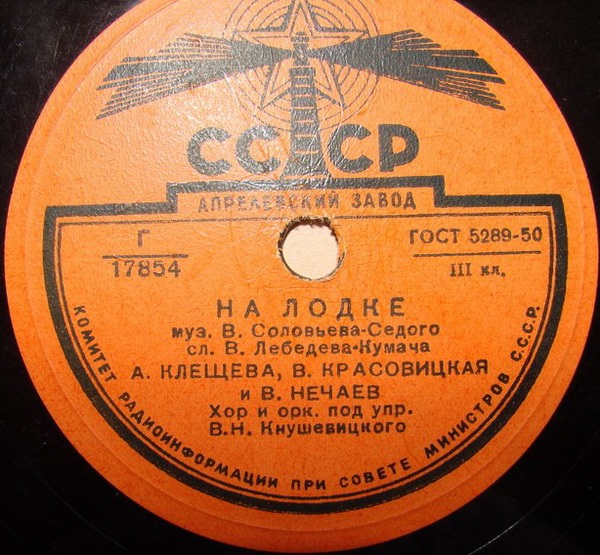 СССР
АПРЕЛЕВСКИЙ ЗАВОД
Г
17854
ГОСТ 5289-50
III кл.
НА ЛОДКЕ
муз. В. Соловьева-Седого
сл. В. Лебедева-Кумача
А. КЛЕЩЕВА, В. КРАСОВИЦКАЯ
и В. НЕЧАЕВ
Хор и орк. под упр.
В.Н. Кнушевицкого
КОМИТЕТ РАДИОИНФОРМАЦИИ ПРИ СОВЕТЕ МИНИСТРОВ С.С.С.Р.